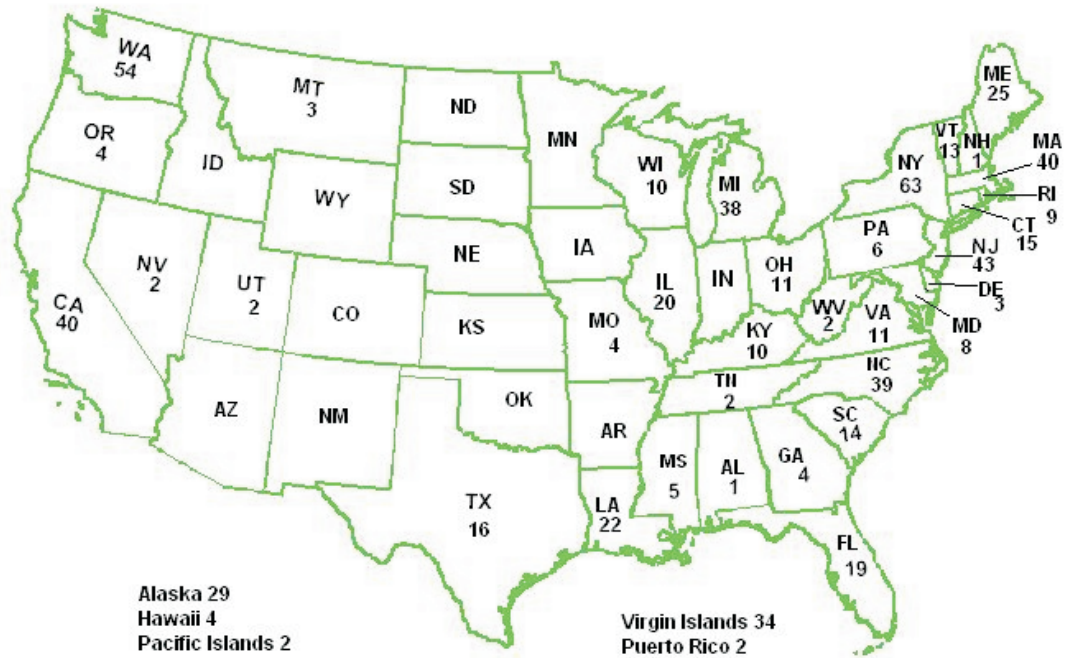 WA
54
MT
3
ND
MN
OR
4
ID
WY
SD
WI
10
MI
38
NY
63
VT
13
NH
1
ME
25
MA
40
RI
9
CT
15
NJ
43
DE
3
MD
8
PA
6
NE
IA
IL
20
IN
OH
11
WV
2
VA
11
NV
2
UT
2
CO
CA
40
KS
MO
4
KY
10
TN
2
NC
39
AZ
NM
OK
AR
SC
14
MS
5
AL
1
GA
4
TX
16
LA
22
FL
19
Alaska 29
Hawaii 4
Pacific Islands 2
Virgin Islands 34
Puerto Rico 2